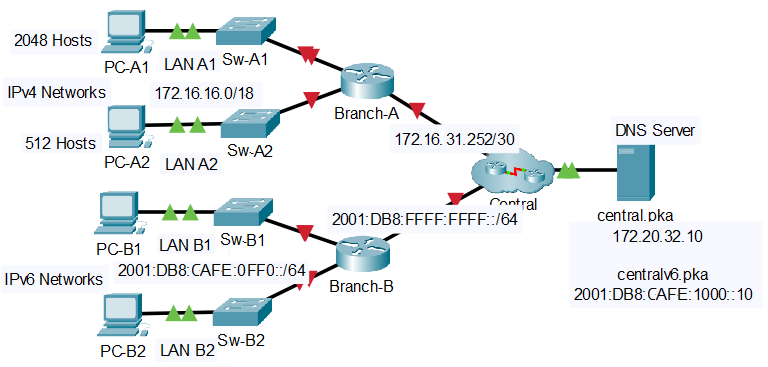 2048 Hosts
PC-A1
LAN A1
Sw-A1
IPv4 Networks
172.16.16.0/18
Branch-A
512 Hosts
PC-A2
LAN A2
Sw-A2
172.16.31.252/30
DNS Server
Central
central.pka
172.20.32.10
PC-B1
LAN B1
Sw-B1
2001:DB8:FFFF:FFFF::/64
IPv6 Networks
2001:DB8:CAFE:0FF0::/64
Branch-B
centralv6.pka
2001:DB8:CAFE:1000::10
PC-B2
LAN B2
Sw-B2